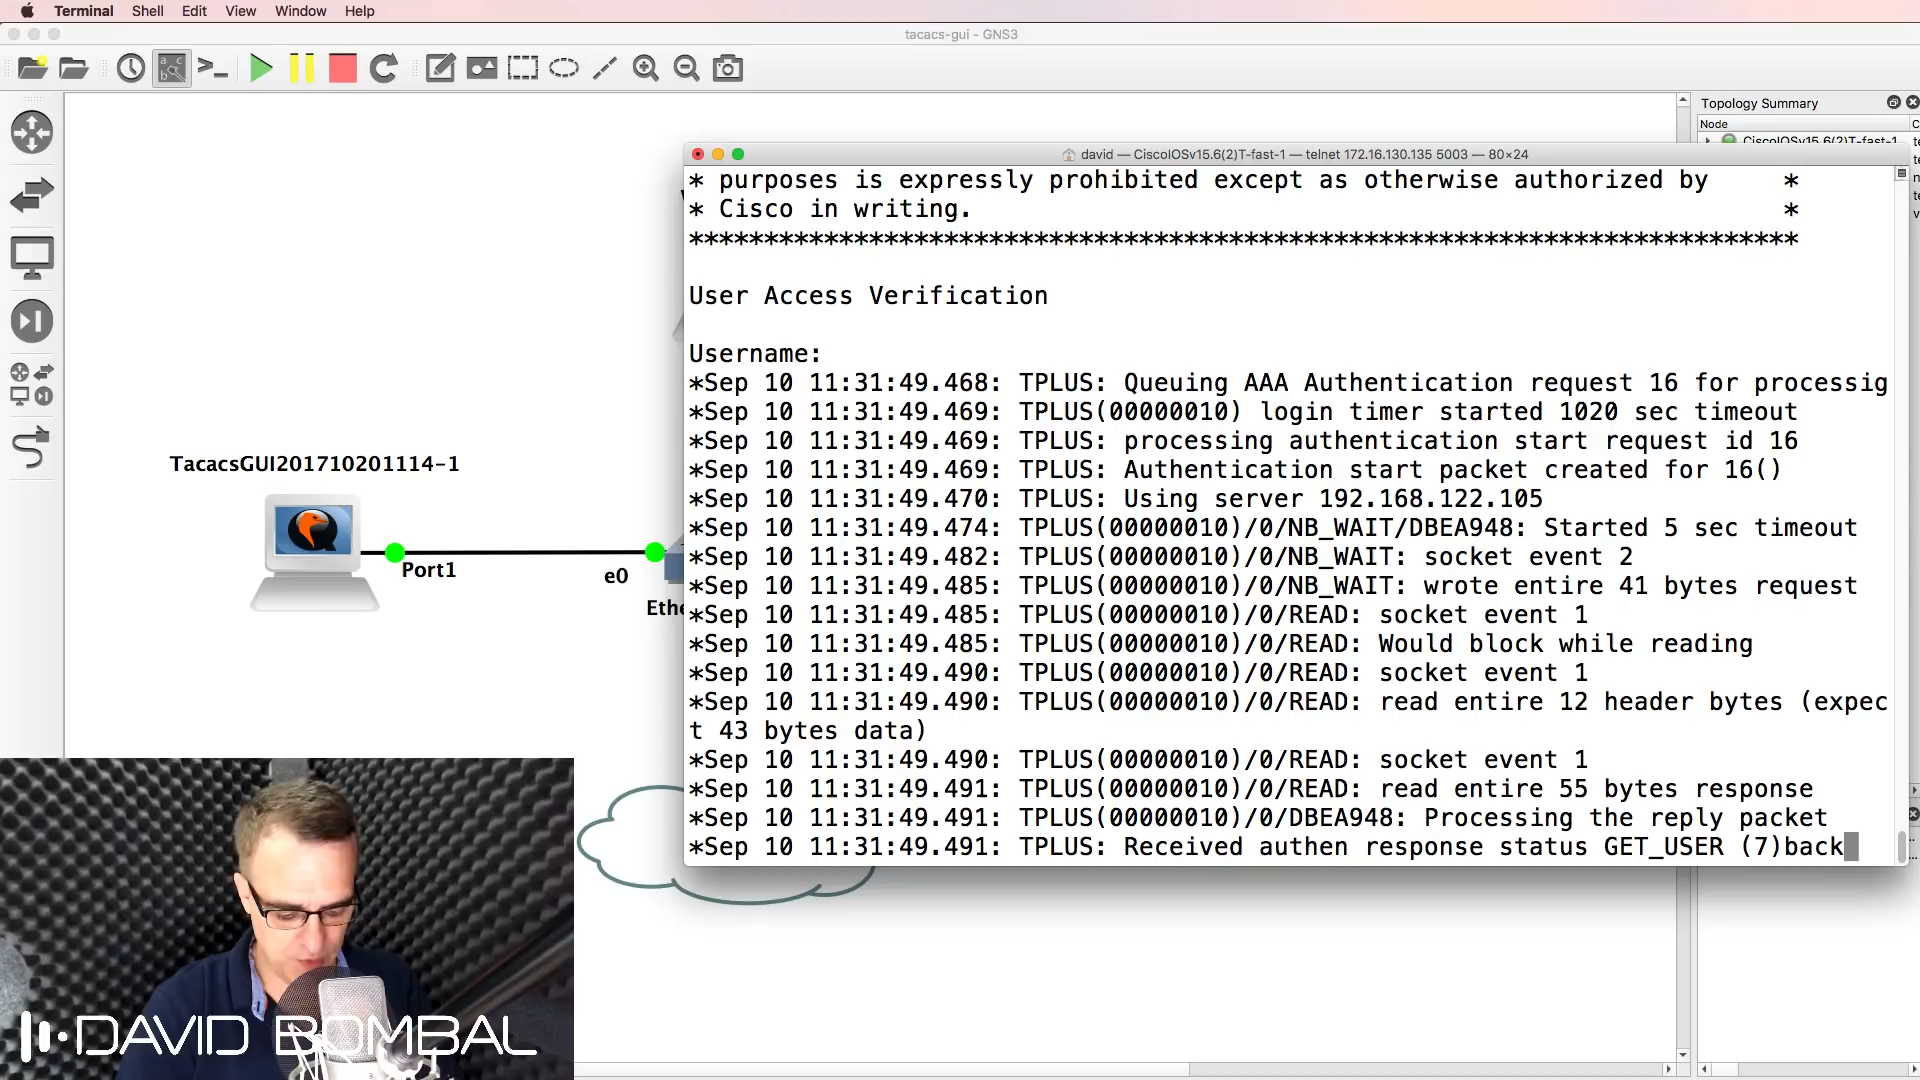 Terminal Shell Edit View Window Help
tacacs-gui - GNS3
Topology Summary
Node
CiscoIOSv15.6(2)T-fast-1
david — CiscoIOSv15.6(2)T-fast-1 — telnet 172.16.130.135 5003 — 80×24
* purposes is expressly prohibited except as otherwise authorized by *
* Cisco in writing. *
**************************************************************************
User Access Verification
Username:
*Sep 10 11:31:49.468: TPLUS: Queuing AAA Authentication request 16 for processig
*Sep 10 11:31:49.469: TPLUS(00000010) login timer started 1020 sec timeout
*Sep 10 11:31:49.469: TPLUS: processing authentication start request id 16
*Sep 10 11:31:49.469: TPLUS: Authentication start packet created for 16()
*Sep 10 11:31:49.470: TPLUS: Using server 192.168.122.105
*Sep 10 11:31:49.474: TPLUS(00000010)/0/NB_WAIT/DBEA948: Started 5 sec timeout
*Sep 10 11:31:49.482: TPLUS(00000010)/0/NB_WAIT: socket event 2
*Sep 10 11:31:49.485: TPLUS(00000010)/0/NB_WAIT: wrote entire 41 bytes request
*Sep 10 11:31:49.485: TPLUS(00000010)/0/READ: socket event 1
*Sep 10 11:31:49.485: TPLUS(00000010)/0/READ: Would block while reading
*Sep 10 11:31:49.490: TPLUS(00000010)/0/READ: socket event 1
*Sep 10 11:31:49.490: TPLUS(00000010)/0/READ: read entire 12 header bytes (expec
t 43 bytes data)
*Sep 10 11:31:49.490: TPLUS(00000010)/0/READ: socket event 1
*Sep 10 11:31:49.491: TPLUS(00000010)/0/READ: read entire 55 bytes response
*Sep 10 11:31:49.491: TPLUS(00000010)/0/DBEA948: Processing the reply packet
*Sep 10 11:31:49.491: TPLUS: Received authen response status GET_USER (7)back
TacacsGUI201710201114-1
Port1
e0
Ethe
DAVID BOMBAL